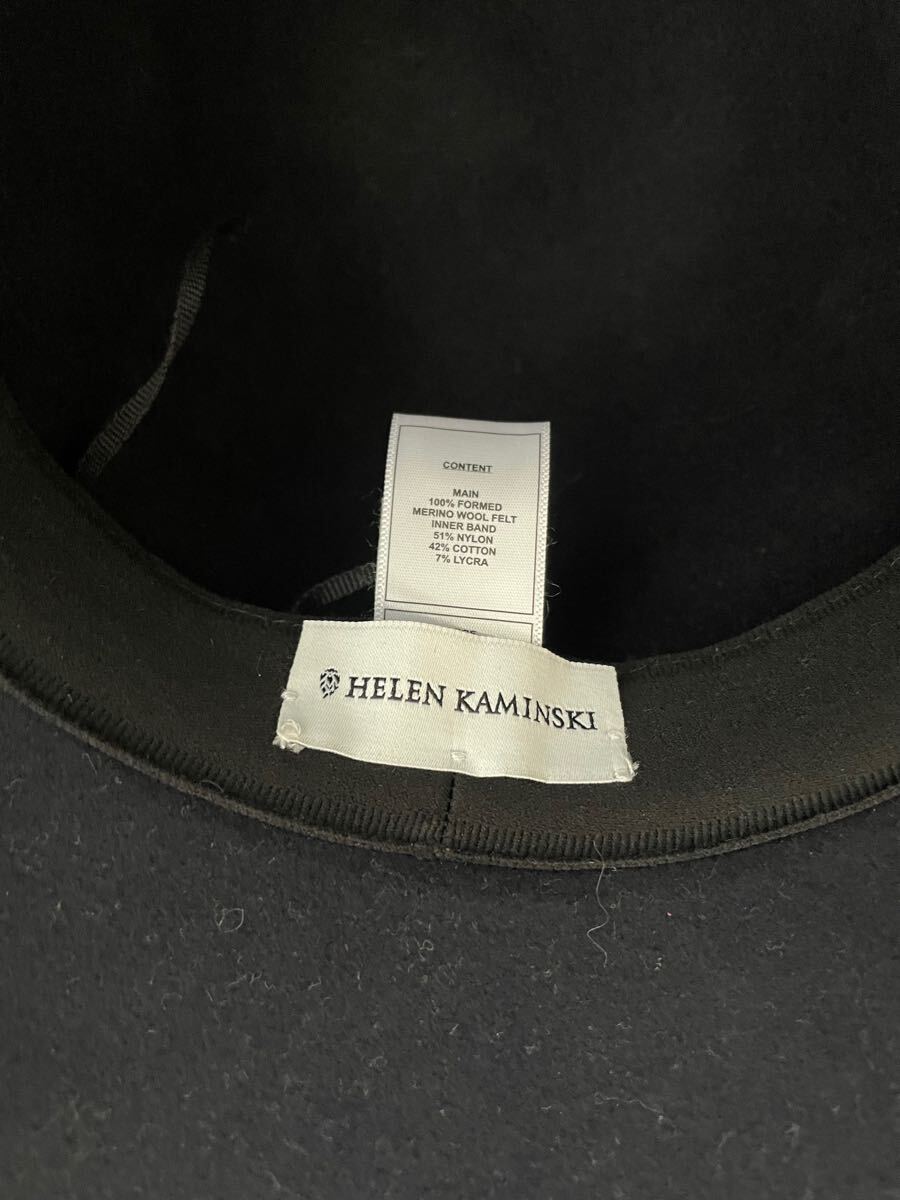 CONTENT
MAIN
100% FORMED
MERINO WOOL FELT
INNER BAND
51% NYLON
42% COTTON
7% LYCRA
HELEN KAMINSKI